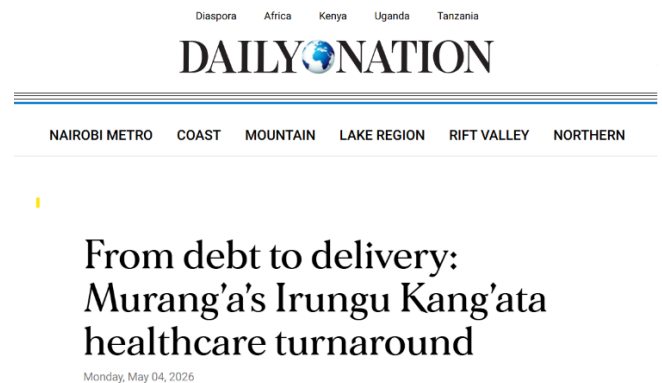 Diaspora Africa Kenya Uganda Tanzania
DAILY NATION
NAIROBI METRO COAST MOUNTAIN LAKE REGION RIFT VALLEY NORTHERN
From debt to delivery:
Murang’a’s Irungu Kang’ata
healthcare turnaround
Monday, May 04, 2026